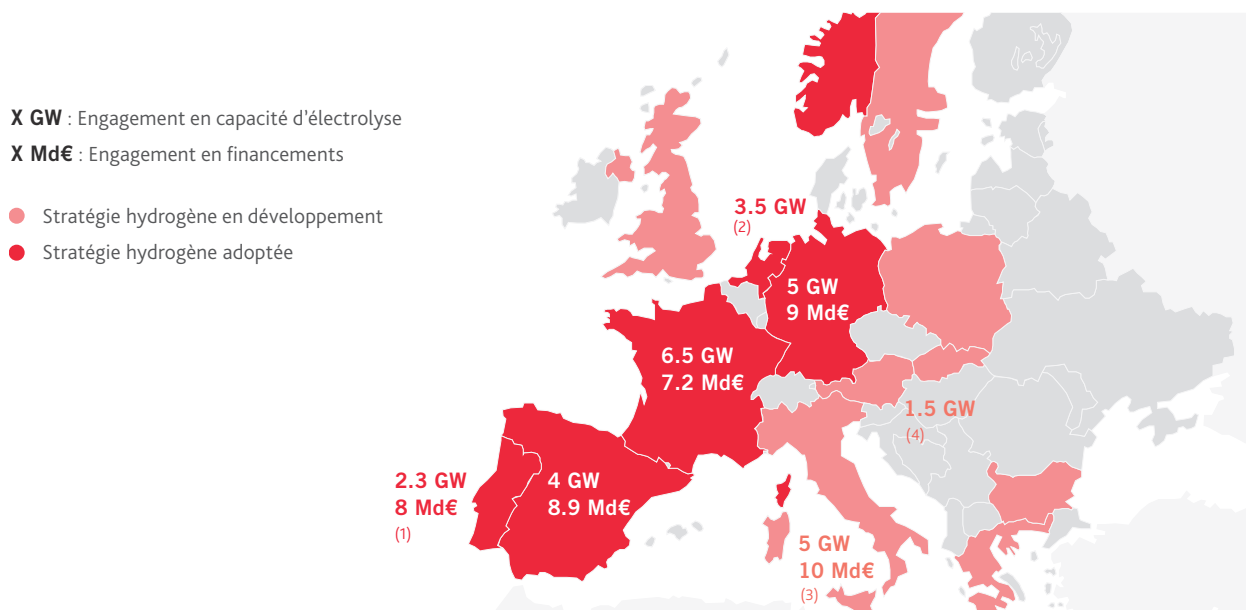 X GW : Engagement en capacité d'électrolyse
X Md€ : Engagement en financements
Stratégie hydrogène en développement
Stratégie hydrogène adoptée
3.5 GW
(2)
5 GW
9 Md€
6.5 GW
7.2 Md€
1.5 GW
(4)
2.3 GW
8 Md€
(1)
4 GW
8.9 Md€
5 GW
10 Md€
(3)